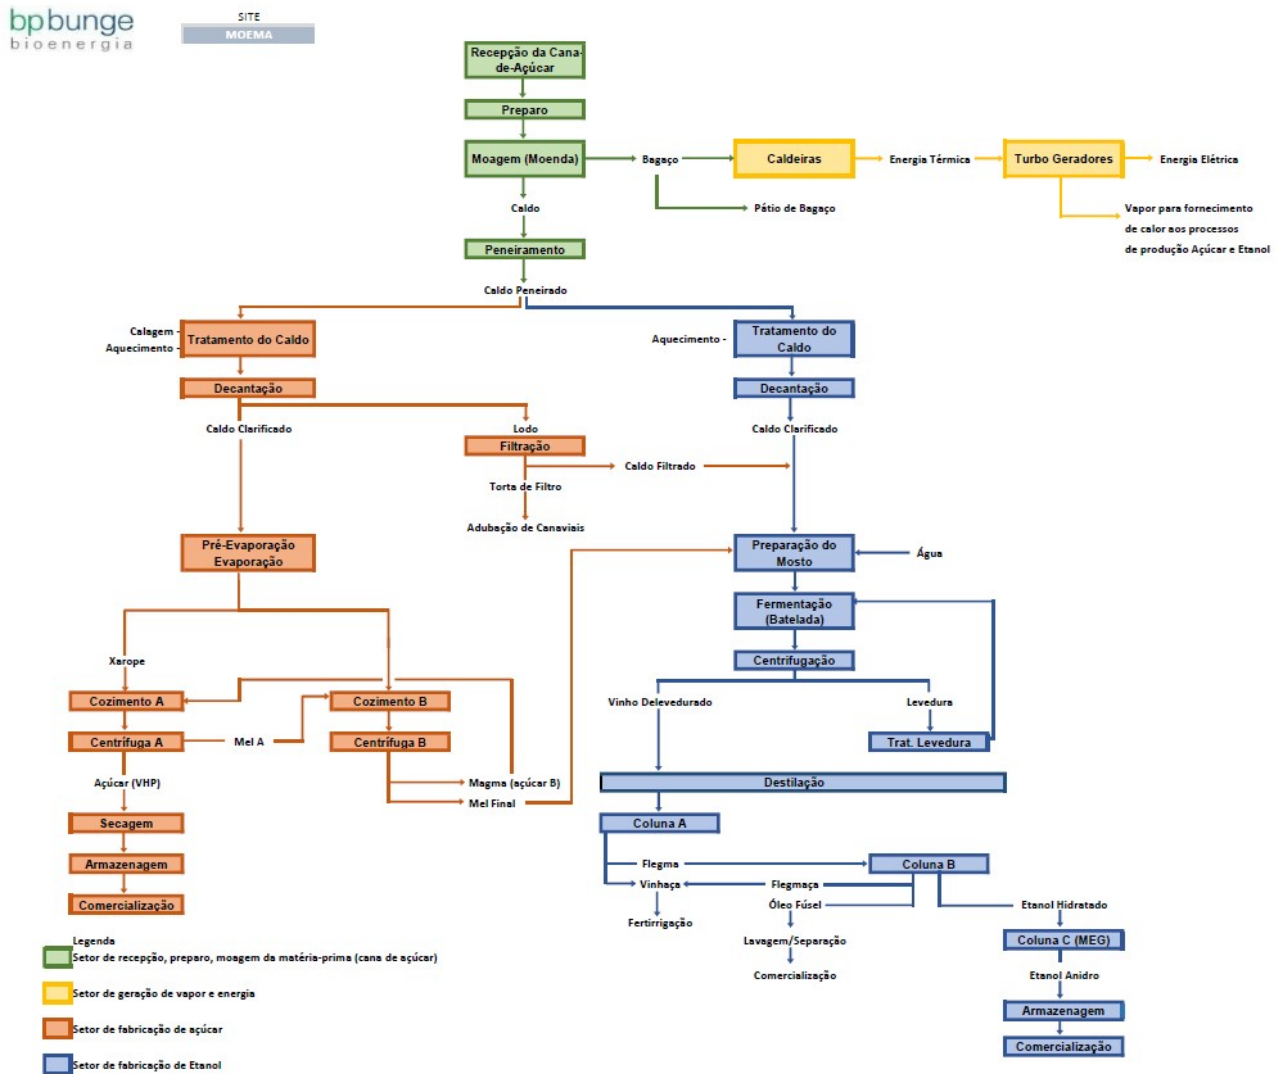 bpbunge
bioenergia
SITE
MOEMA
Recepção da Cana-
de-Açúcar
Preparo
Moagem (Moenda)
Bagaço
Caldeiras
Energia Térmica
Turbo Geradores
Energia Elétrica
Caldo
Pátio de Bagaço
Vapor para fornecimento
de calor aos processos
de produção Açúcar e Etanol
Peneiramento
Caldo Peneirado
Calagem -
Aquecimento -
Tratamento do Caldo
Aquecimento -
Tratamento do
Caldo
Decantação
Decantação
Caldo Clarificado
Lodo
Caldo Clarificado
Filtração
Caldo Filtrado
Torta de Filtro
Adubação de Canaviais
Pré-Evaporação
Evaporação
Preparação do
Mosto
Água
Fermentação
(Batelada)
Centrifugação
Xarope
Cozimento A
Cozimento B
Vinho Delevedurado
Levedura
Centrífuga A
Mel A
Centrífuga B
Trat. Levedura
Açúcar (VHP)
Magma (açúcar B)
Destilação
Mel Final
Secagem
Coluna A
Armazenagem
Flegma
Coluna B
Vinhaça
Flegmaça
Comercialização
Óleo Fúsel
Etanol Hidratado
Fertirrigação
Lavagem/Separação
Coluna C (MEG)
Comercialização
Etanol Anidro
Armazenagem
Comercialização
Legenda
Setor de recepção, preparo, moagem da matéria-prima (cana de açúcar)
Setor de geração de vapor e energia
Setor de fabricação de açúcar
Setor de fabricação de Etanol